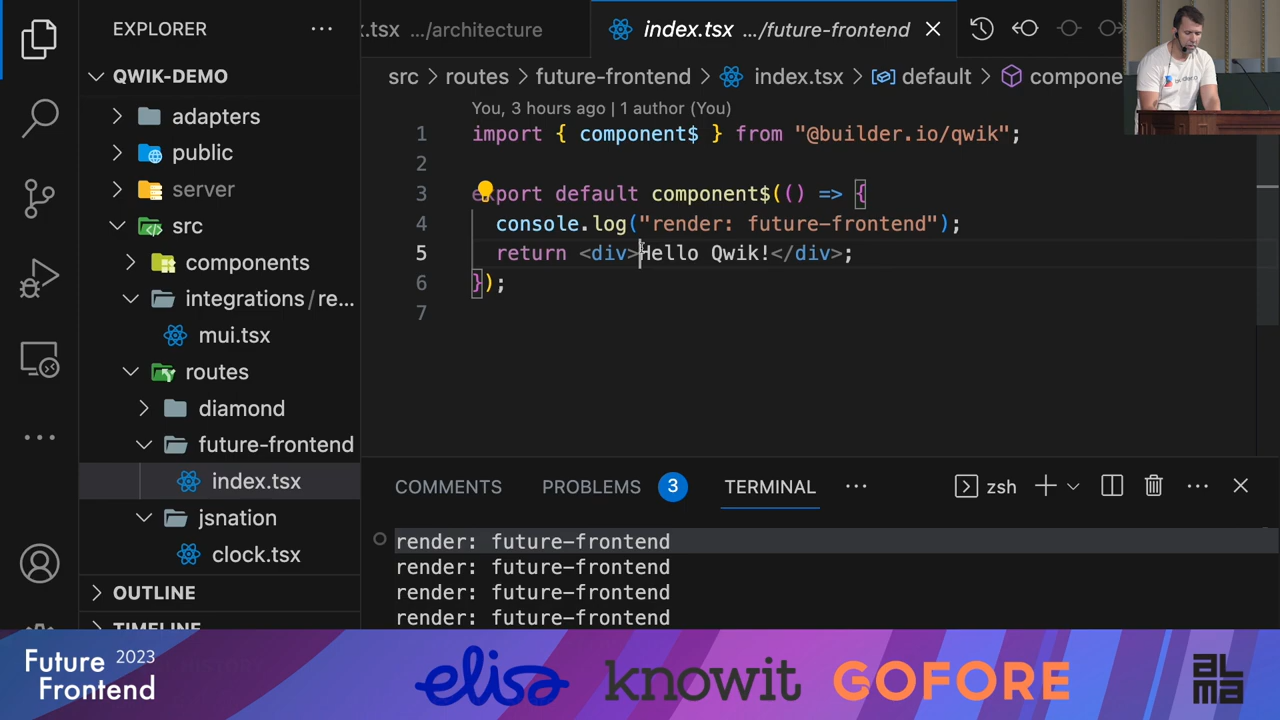 EXPLORER
.tsx .../architecture
index.tsx .../future-frontend
QWIK-DEMO
src > routes > future-frontend > index.tsx > default > compone
adapters
public
server
src
components
integrations/re...
mui.tsx
routes
diamond
future-frontend
index.tsx
jsnation
clock.tsx
OUTLINE
TIMELINE
You, 3 hours ago | 1 author (You)
1 import { component$ } from "@builder.io/qwik";
2
3 export default component$(() => {
4 console.log("render: future-frontend");
5 return <div>Hello Qwik!</div>;
6 });
7
COMMENTS PROBLEMS 3 TERMINAL ... zsh
render: future-frontend
render: future-frontend
render: future-frontend
render: future-frontend
Future 2023
Frontend
elisa
knowit
GOFORE
ALMA